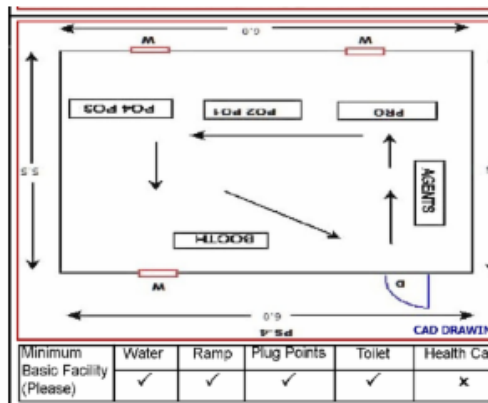 6.0
W W
PO4 PO3 PO2 PO1 PRO
5.5
AGENTS
BOOTH
W D
6.0
PS.4 CAD DRAWIN
Minimum Basic Facility (Please) Water Ramp Plug Points Toilet Health Ca
✓ ✓ ✓ ✓ x